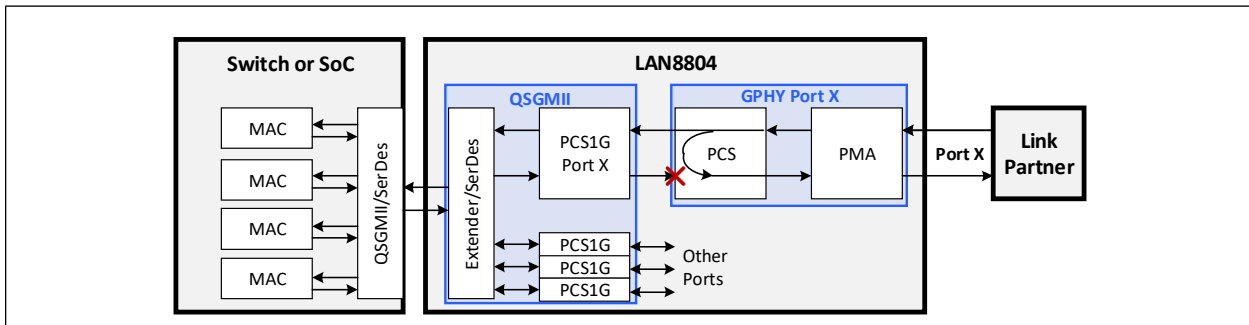 Switch or SoC
MAC
MAC
MAC
MAC
QSGMII/SerDes
LAN8804
QSGMII
Extender/SerDes
PCS1G
Port X
PCS1G
PCS1G
PCS1G
Other
Ports
GPHY Port X
PCS
PMA
Port X
Link
Partner